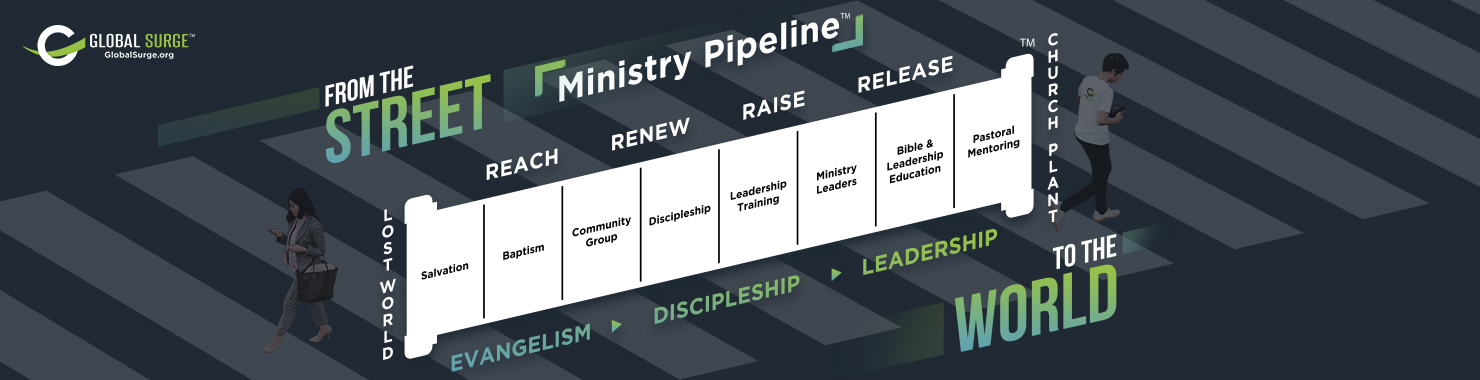 GLOBAL SURGE™
GlobalSurge.org
FROM THE
STREET
Ministry Pipeline™
REACH
RENEW
RAISE
RELEASE
TM
LOST WORLD
Salvation
Baptism
Community
Group
Discipleship
Leadership
Training
Ministry
Leaders
Bible &
Leadership
Education
Pastoral
Mentoring
CHURCH PLANT
EVANGELISM
DISCIPLESHIP
LEADERSHIP
TO THE
WORLD